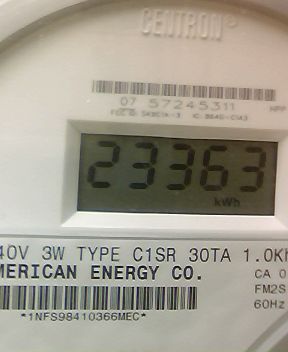 CENTRON®
07 57245311
23363
kWh
40V 3W TYPE C1SR 30TA 1.0Kh
MERICAN ENERGY CO.
CA 0
FM2S
60Hz
*1NFS98410366MEC*